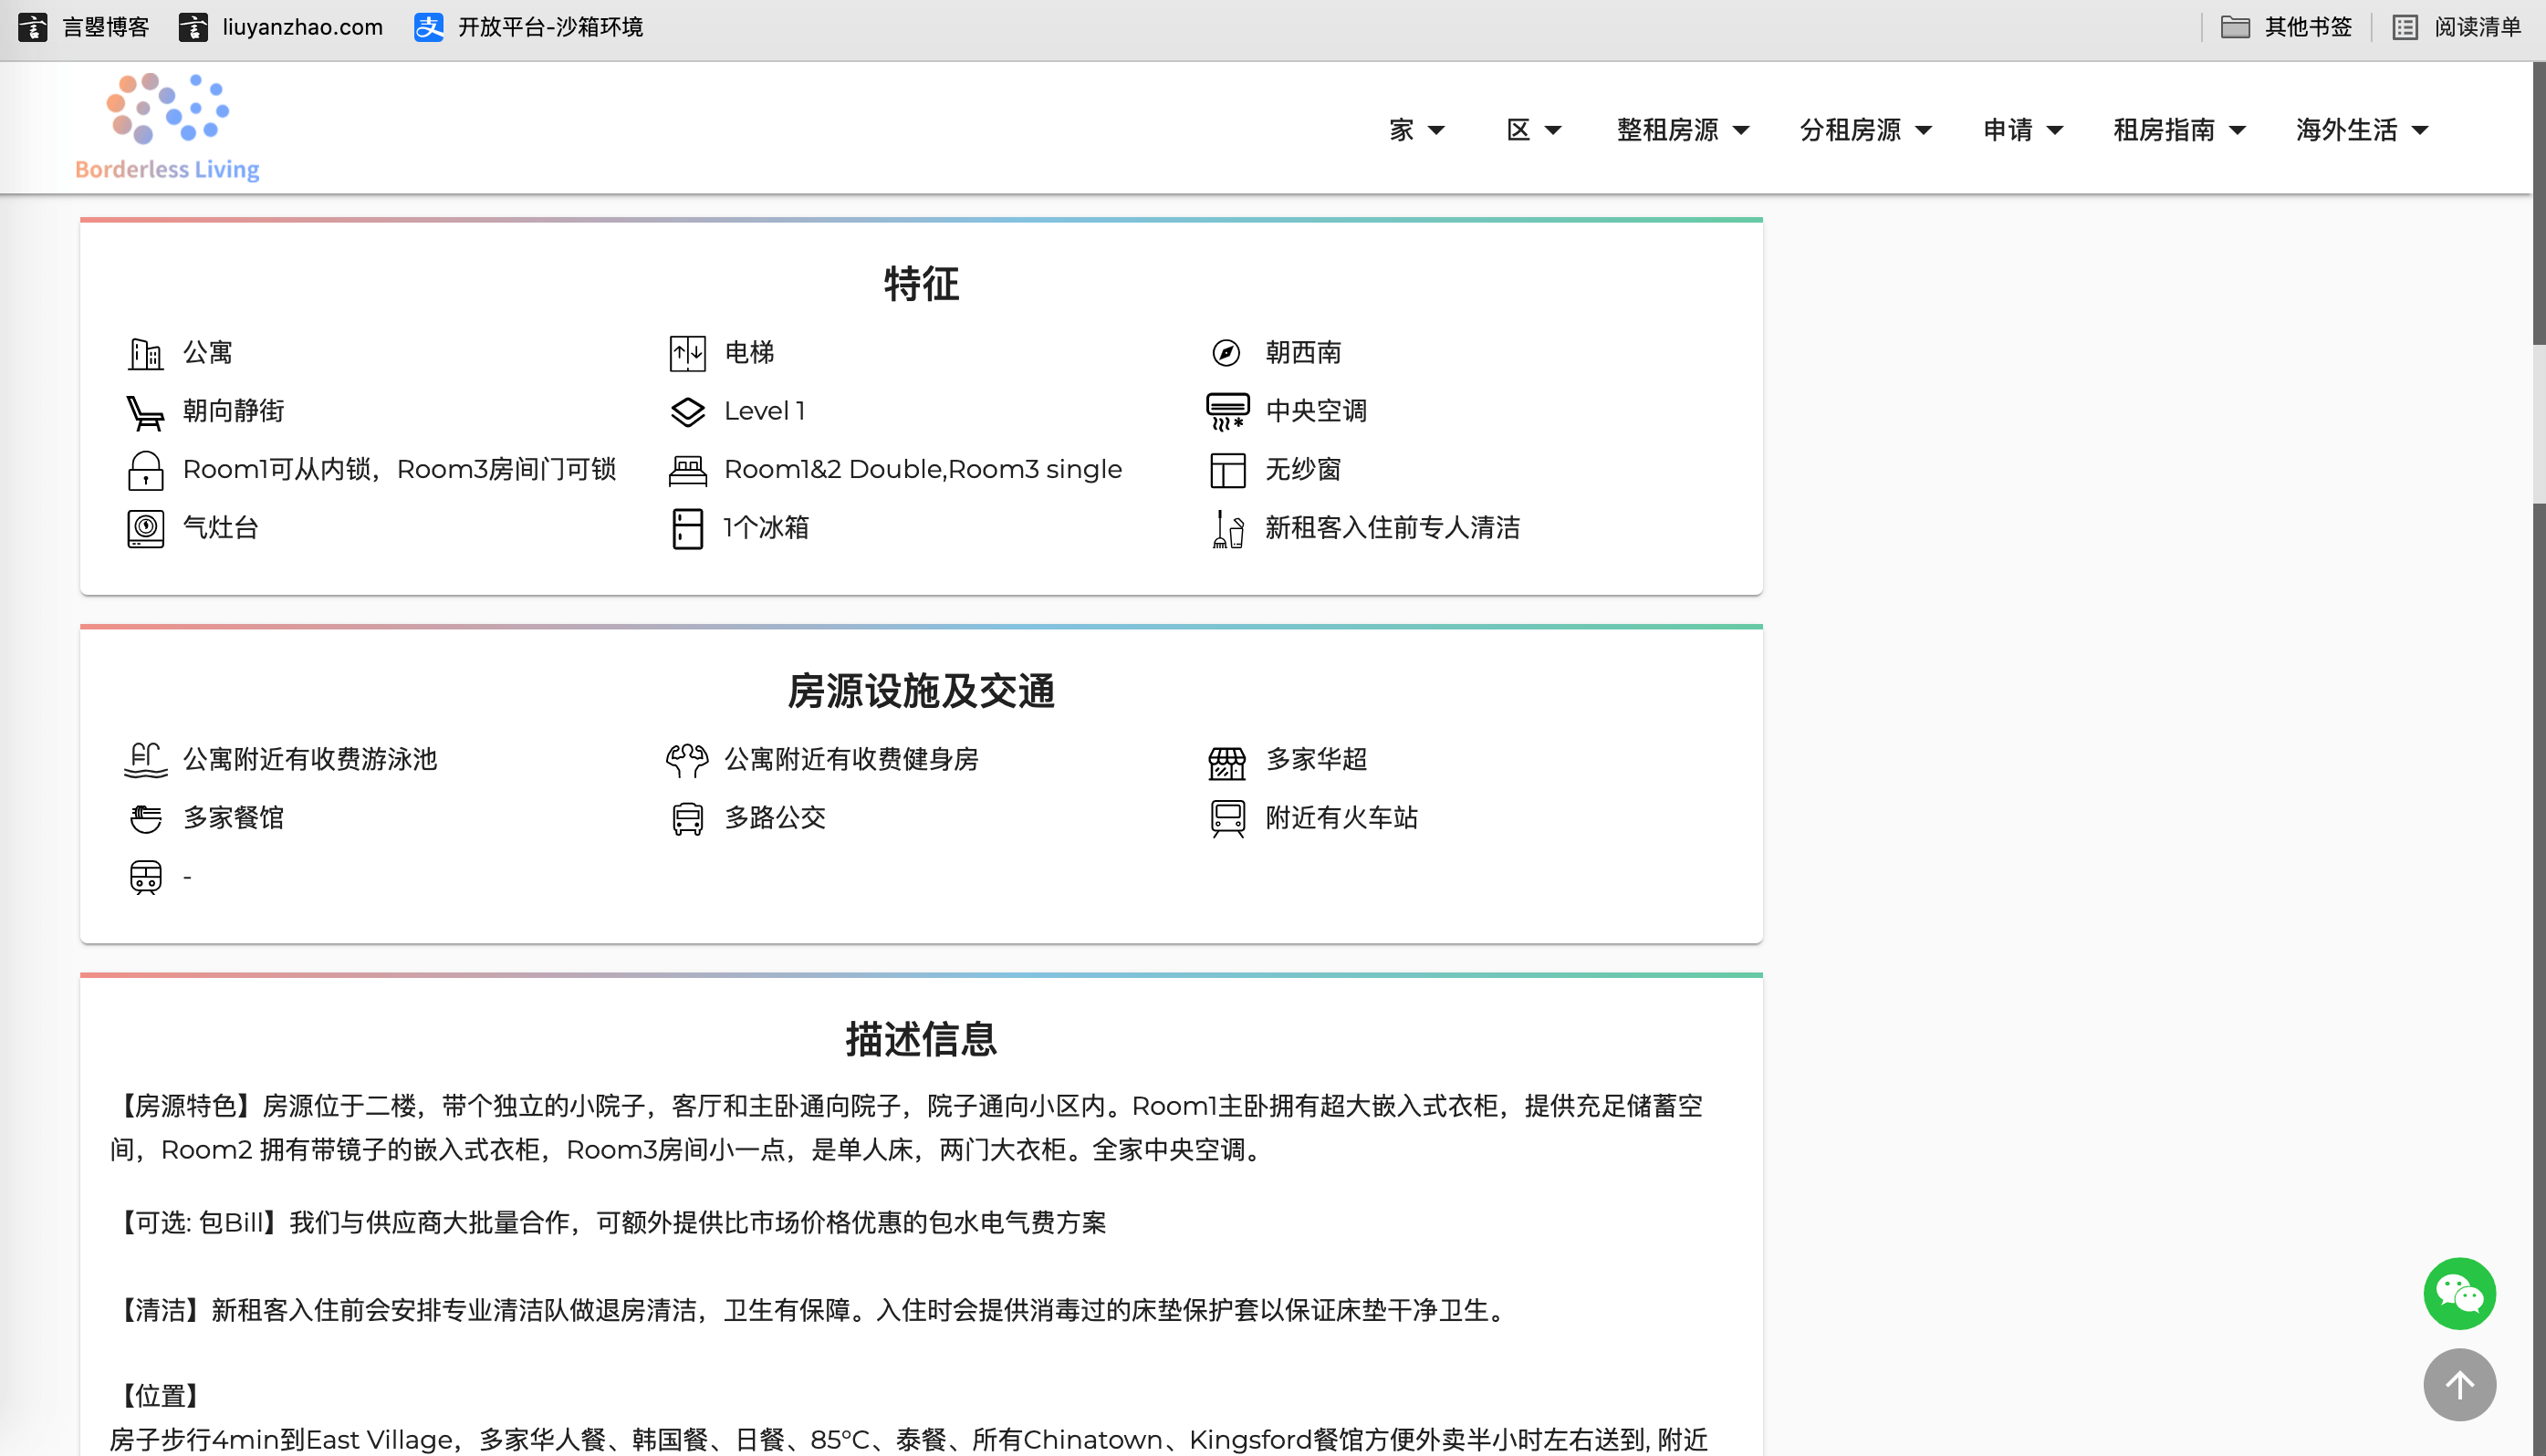 言曌博客 liuyanzhao.com 开放平台-沙箱环境 其他书签 阅读清单
Borderless Living
家 区 整租房源 分租房源 申请 租房指南 海外生活
特征
公寓 电梯 朝西南
朝向静街 Level 1 中央空调
Room1可从内锁，Room3房间门可锁 Room1&2 Double,Room3 single 无纱窗
气灶台 1个冰箱 新租客入住前专人清洁
房源设施及交通
公寓附近有收费游泳池 公寓附近有收费健身房 多家华超
多家餐馆 多路公交 附近有火车站
-
描述信息
【房源特色】房源位于二楼，带个独立的小院子，客厅和主卧通向院子，院子通向小区内。Room1主卧拥有超大嵌入式衣柜，提供充足储蓄空
间，Room2 拥有带镜子的嵌入式衣柜，Room3房间小一点，是单人床，两门大衣柜。全家中央空调。
【可选: 包Bill】我们与供应商大批量合作，可额外提供比市场价格优惠的包水电气费方案
【清洁】新租客入住前会安排专业清洁队做退房清洁，卫生有保障。入住时会提供消毒过的床垫保护套以保证床垫干净卫生。
【位置】
房子步行4min到East Village，多家华人餐、韩国餐、日餐、85°C、泰餐、所有Chinatown、Kingsford餐馆方便外卖半小时左右送到, 附近